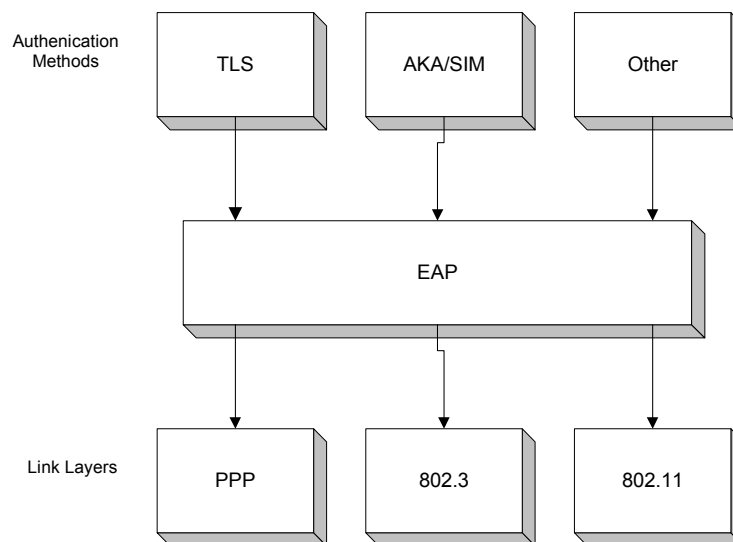 Authenication
Methods
TLS
AKA/SIM
Other
EAP
Link Layers
PPP
802.3
802.11